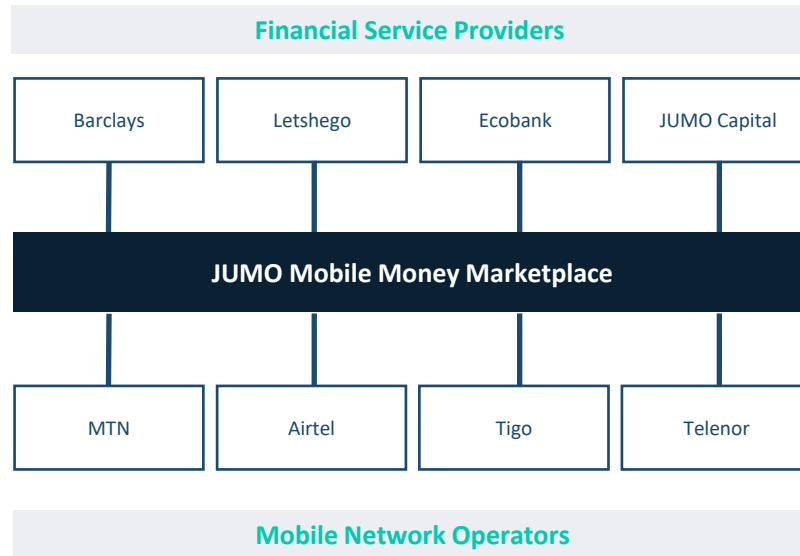 Financial Service Providers
Barclays
Letshego
Ecobank
JUMO Capital
JUMO Mobile Money Marketplace
MTN
Airtel
Tigo
Telenor
Mobile Network Operators